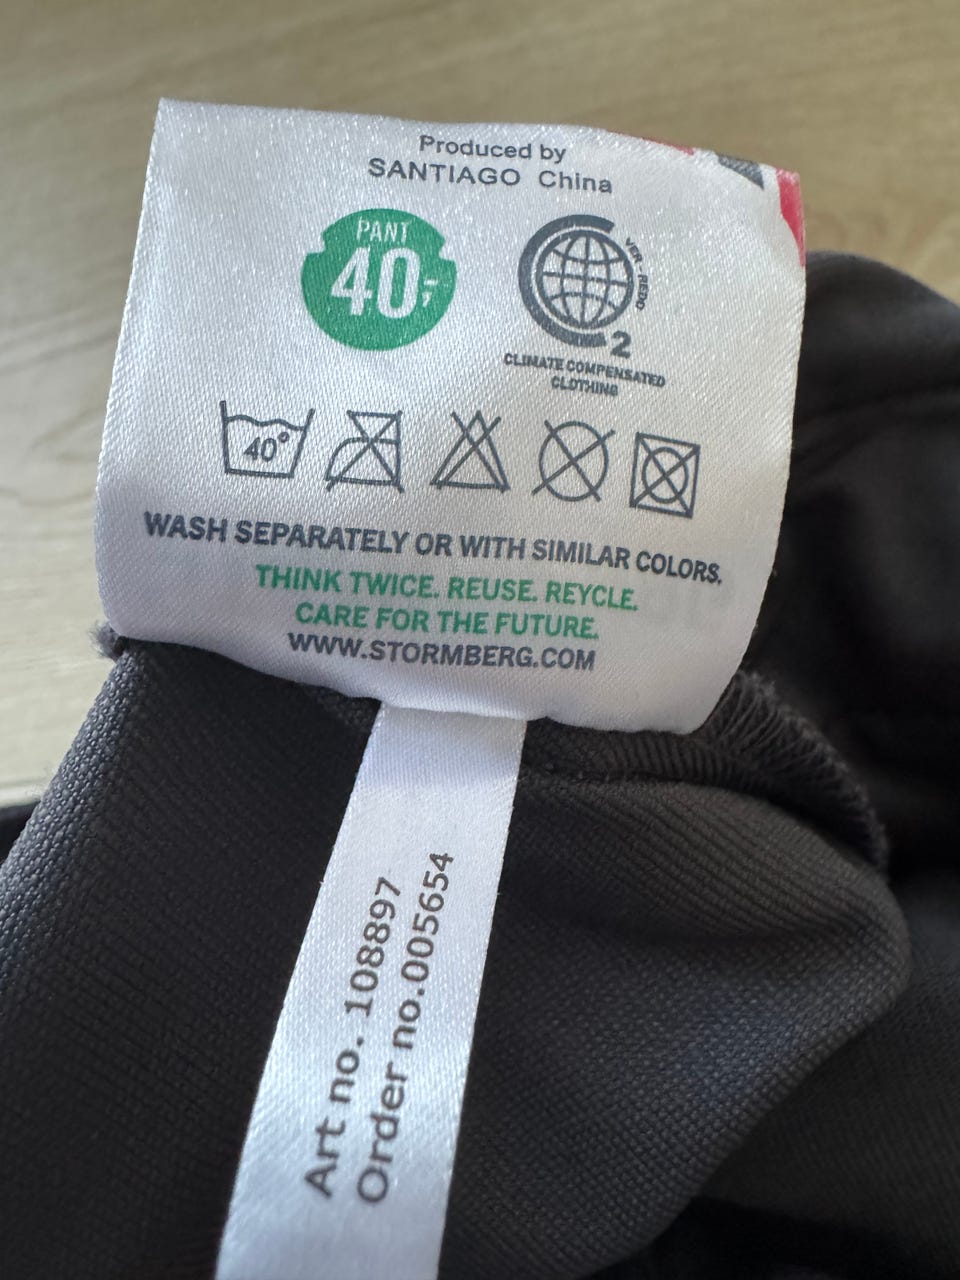 Produced by
SANTIAGO China
PANT
40,-
VER-REDD
2
CLIMATE COMPENSATED
CLOTHING
40°
WASH SEPARATELY OR WITH SIMILAR COLORS.
THINK TWICE. REUSE. REYCLE.
CARE FOR THE FUTURE.
WWW.STORMBERG.COM
Art no. 108897
Order no.005654